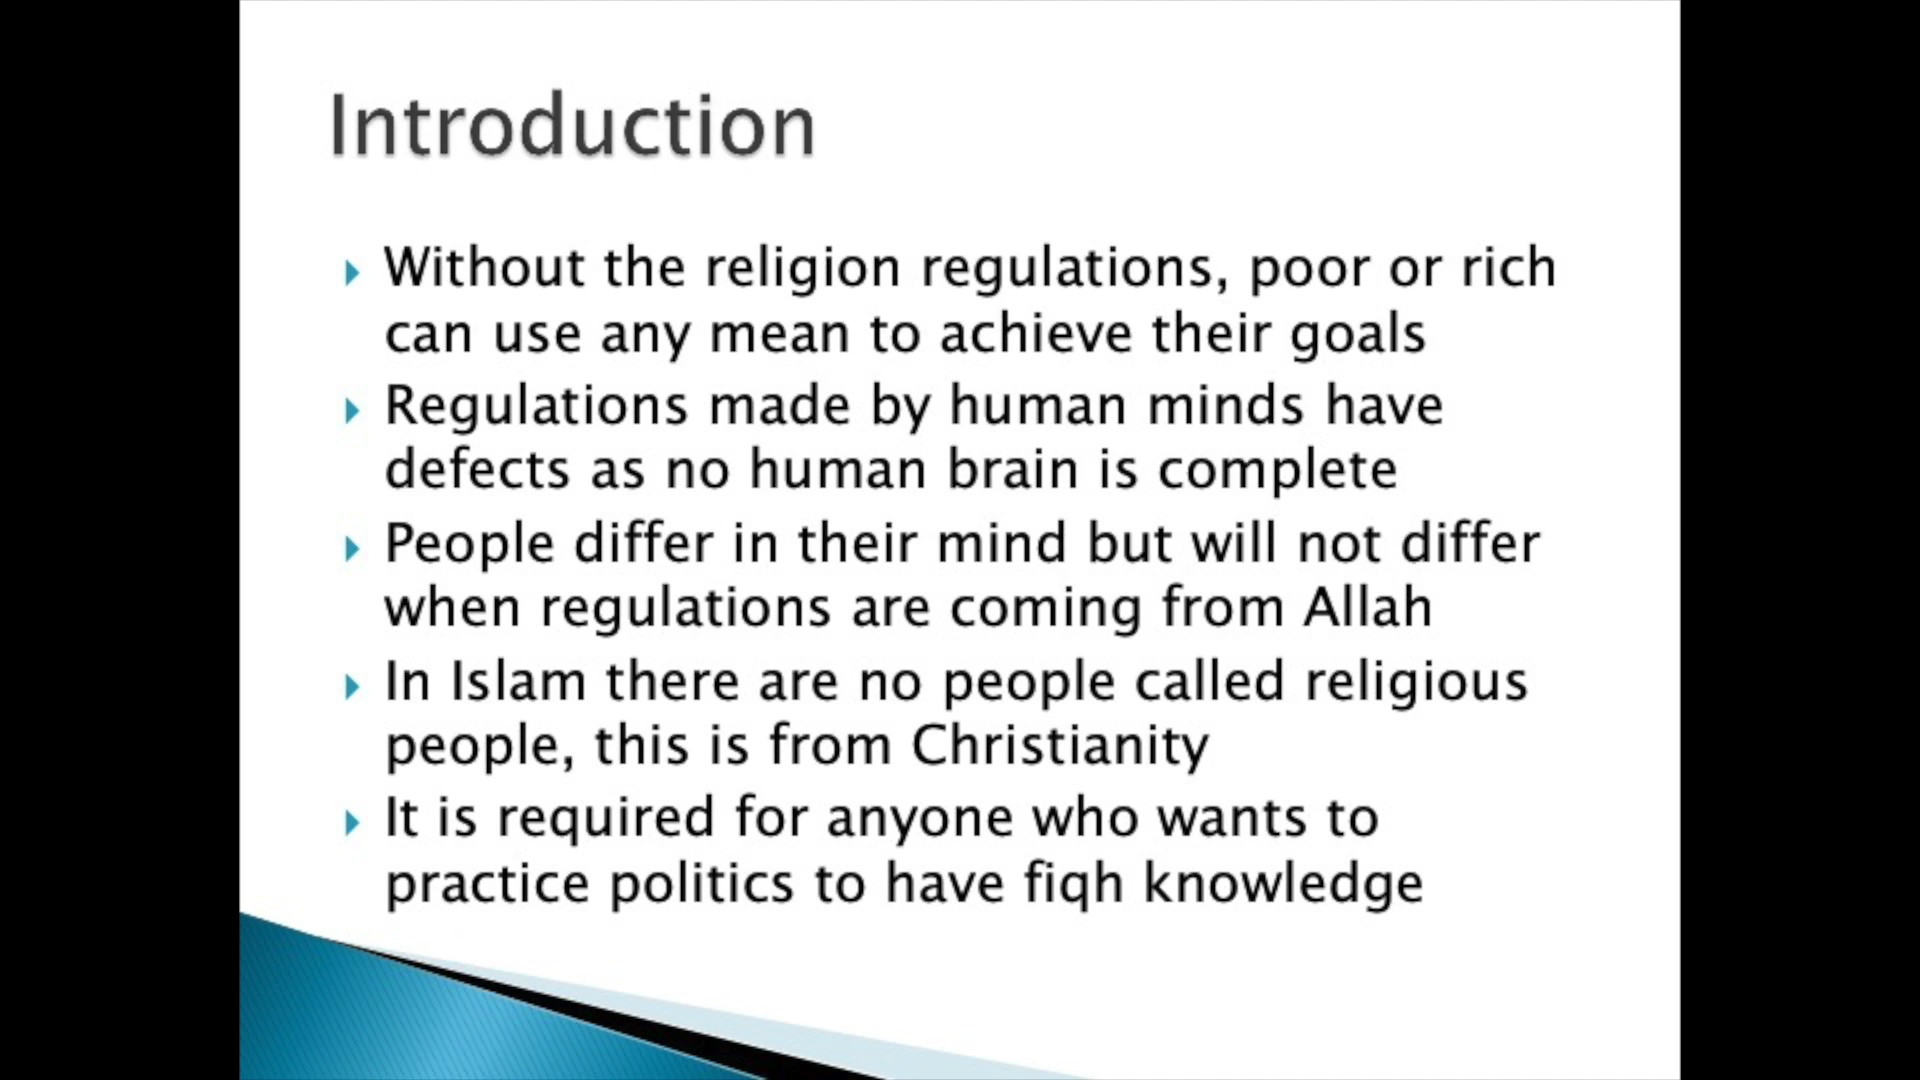 Introduction
Without the religion regulations, poor or rich
can use any mean to achieve their goals
Regulations made by human minds have
defects as no human brain is complete
People differ in their mind but will not differ
when regulations are coming from Allah
In Islam there are no people called religious
people, this is from Christianity
It is required for anyone who wants to
practice politics to have fiqh knowledge